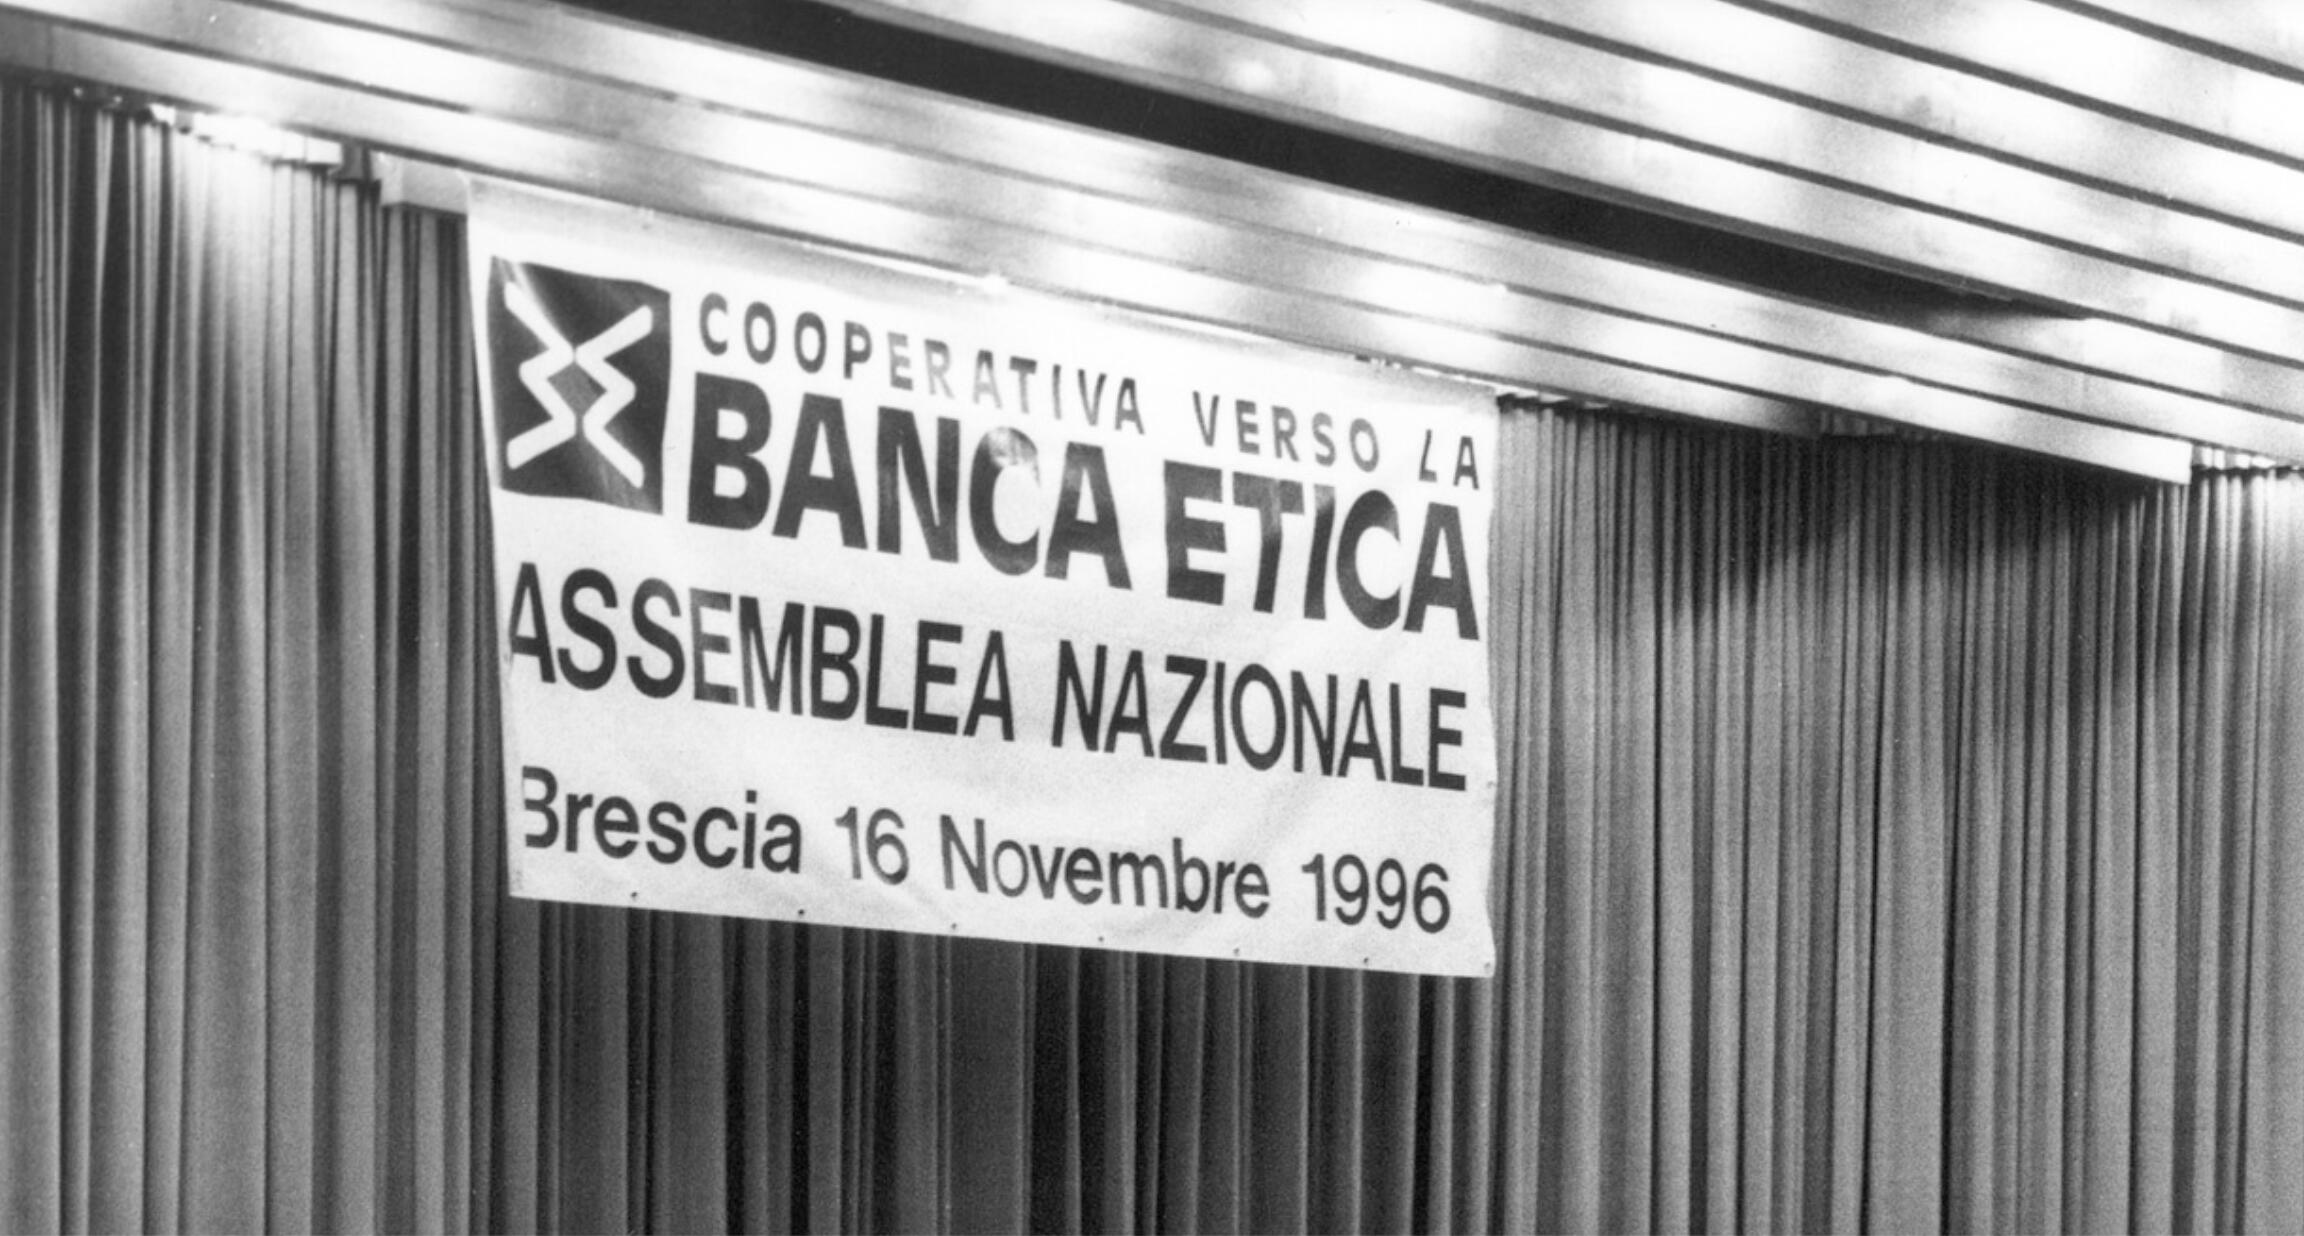 COOPERATIVA VERSO LA
BANCA ETICA
ASSEMBLEA NAZIONALE
Brescia 16 Novembre 1996